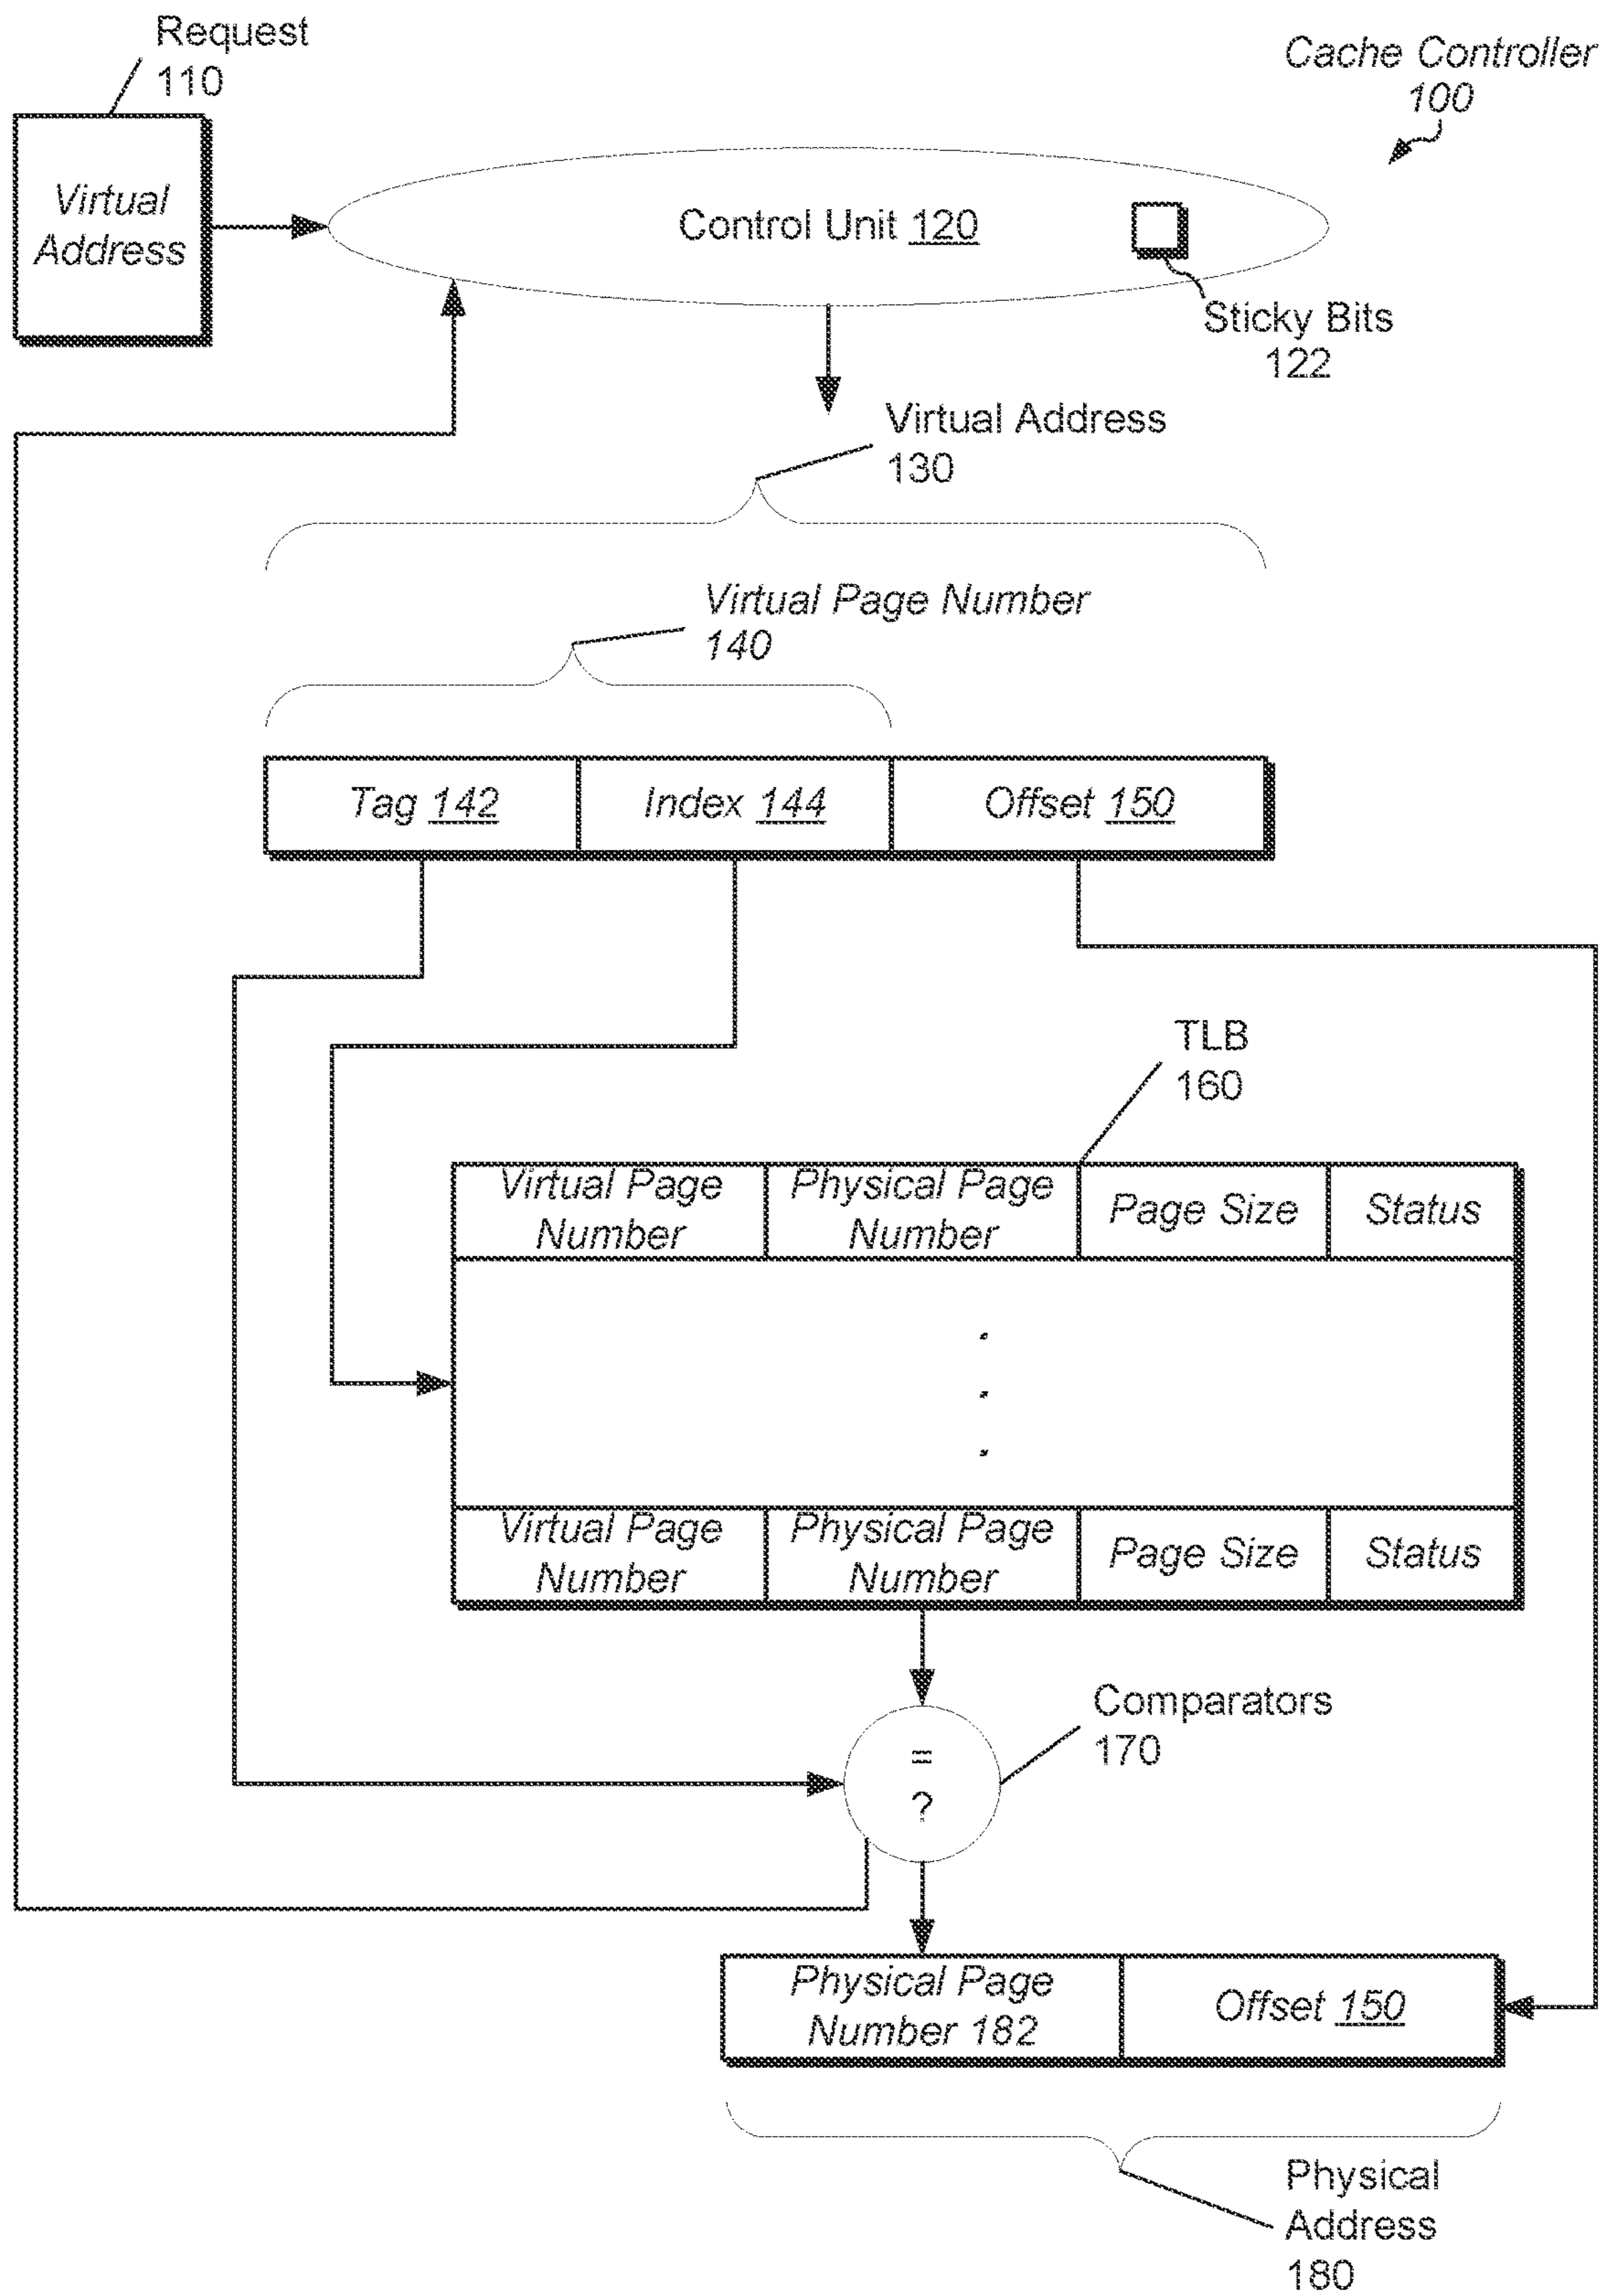 Request
110
Cache Controller
100
Virtual
Address
Control Unit 120
Sticky Bits
122
Virtual Address
130
Virtual Page Number
140
Tag 142
Index 144
Offset 150
TLB
160
Virtual Page
Number
Physical Page
Number
Page Size
Status
.
.
.
Virtual Page
Number
Physical Page
Number
Page Size
Status
=
?
Comparators
170
Physical Page
Number 182
Offset 150
Physical
Address
180